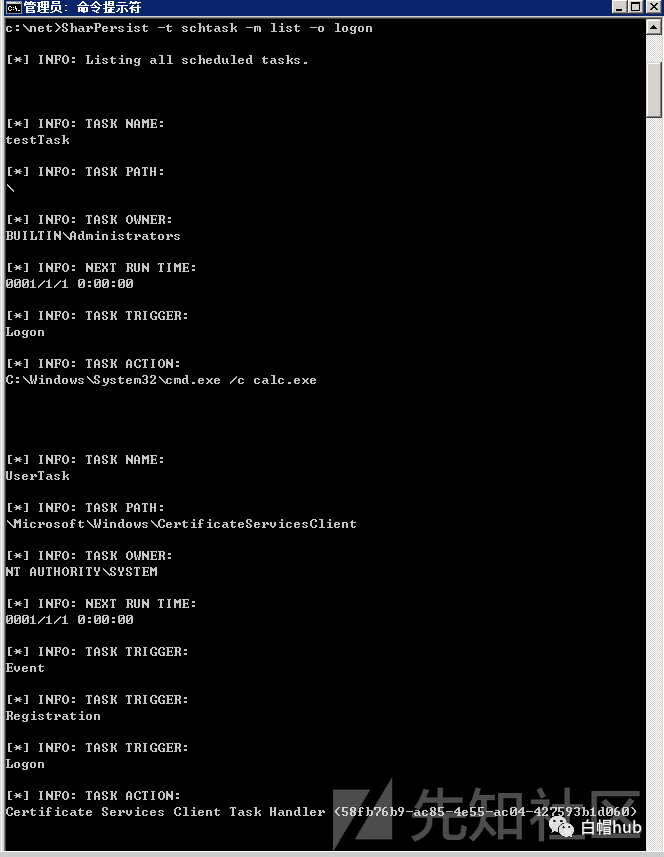 管理员: 命令提示符
c:\net>SharPersist -t schtask -m list -o logon
[*] INFO: Listing all scheduled tasks.
[*] INFO: TASK NAME:
testTask
[*] INFO: TASK PATH:
\
[*] INFO: TASK OWNER:
BUILTIN\Administrators
[*] INFO: NEXT RUN TIME:
0001/1/1 0:00:00
[*] INFO: TASK TRIGGER:
Logon
[*] INFO: TASK ACTION:
C:\Windows\System32\cmd.exe /c calc.exe
[*] INFO: TASK NAME:
UserTask
[*] INFO: TASK PATH:
\Microsoft\Windows\CertificateServicesClient
[*] INFO: TASK OWNER:
NT AUTHORITY\SYSTEM
[*] INFO: NEXT RUN TIME:
0001/1/1 0:00:00
[*] INFO: TASK TRIGGER:
Event
[*] INFO: TASK TRIGGER:
Registration
[*] INFO: TASK TRIGGER:
Logon
[*] INFO: TASK ACTION:
Certificate Services Client Task Handler (58fb76b9-ac85-4e55-ac04-427593b1d060)
先知社区
白帽hub